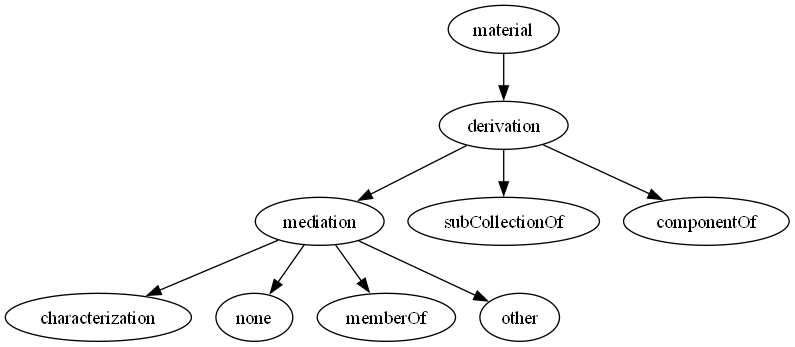 material
derivation
mediation
subCollectionOf
componentOf
characterization
none
memberOf
other